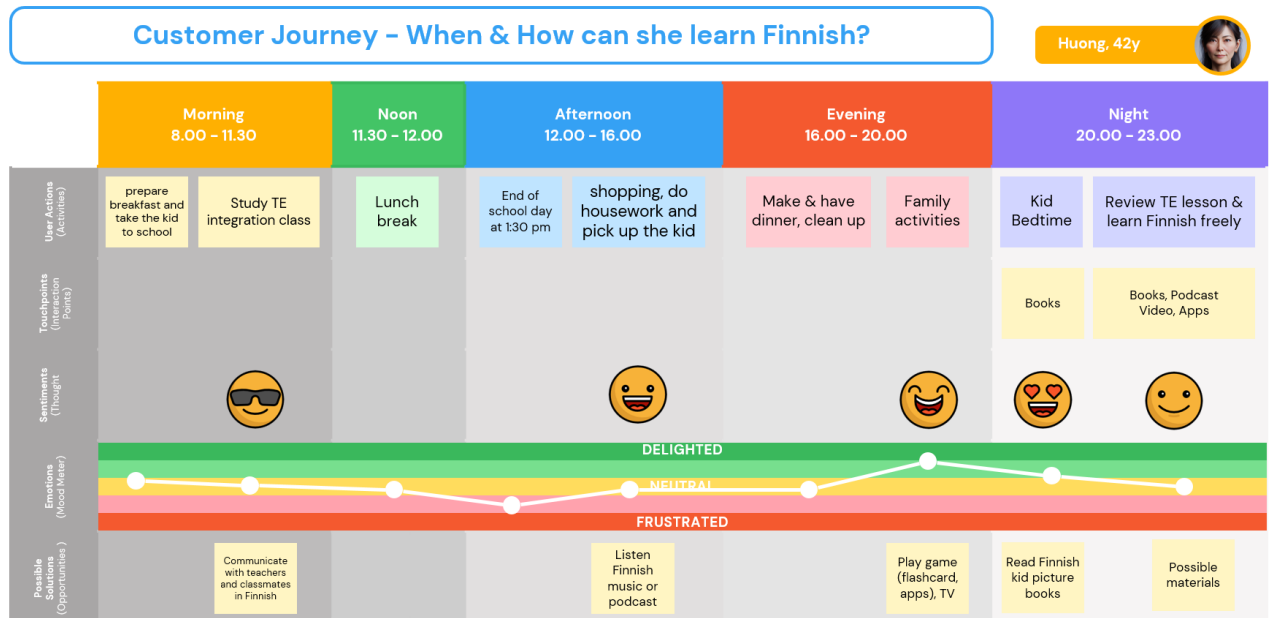 Customer Journey - When & How can she learn Finnish?
Huong, 42y
Morning
8.00 - 11.30
Noon
11.30 - 12.00
Afternoon
12.00 - 16.00
Evening
16.00 - 20.00
Night
20.00 - 23.00
User Actions
(Activities)
prepare
breakfast and
take the kid
to school
Study TE
integration class
Lunch
break
End of
school day
at 1:30 pm
shopping, do
housework and
pick up the kid
Make & have
dinner, clean up
Family
activities
Kid
Bedtime
Review TE lesson &
learn Finnish freely
Touchpoints
(Interaction
Points)
Books
Books, Podcast
Video, Apps
Sentiments
(Thought
Emotions
(Mood Meter)
DELIGHTED
NEUTRAL
FRUSTRATED
Possible
Solutions
(Opportunities )
Communicate
with teachers
and classmates
in Finnish
Listen
Finnish
music or
podcast
Play game
(flashcard,
apps), TV
Read Finnish
kid picture
books
Possible
materials